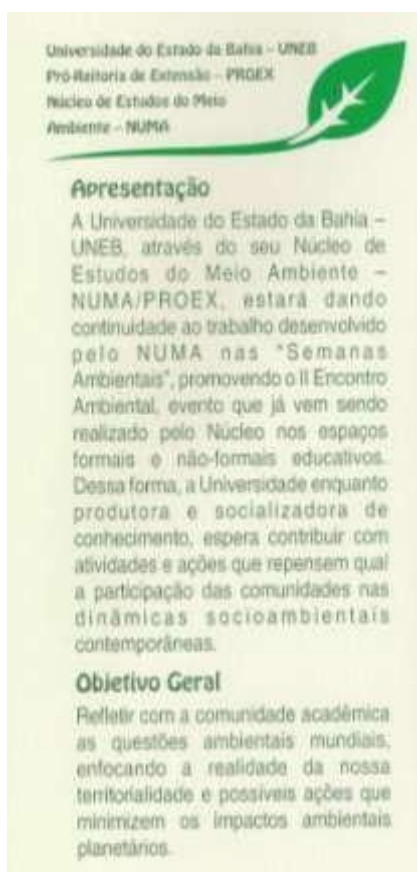 Universidade do Estado da Bahia – UNEB
Pró-Reitoria de Extensão – PROEX
Núcleo de Estudos do Meio
Ambiente – NUMA
Apresentação
A Universidade do Estado da Bahia –
UNEB, através do seu Núcleo de
Estudos do Meio Ambiente –
NUMA/PROEX, estará dando
continuidade ao trabalho desenvolvido
pelo NUMA nas "Semanas
Ambientais", promovendo o II Encontro
Ambiental, evento que já vem sendo
realizado pelo Núcleo nos espaços
formais e não-formais educativos.
Dessa forma, a Universidade enquanto
produtora e socializadora de
conhecimento, espera contribuir com
atividades e ações que repensem qual
a participação das comunidades nas
dinâmicas socioambientais
contemporâneas.
Objetivo Geral
Refletir com a comunidade acadêmica
as questões ambientais mundiais,
enfocando a realidade da nossa
territorialidade e possíveis ações que
minimizem os impactos ambientais
planetários.